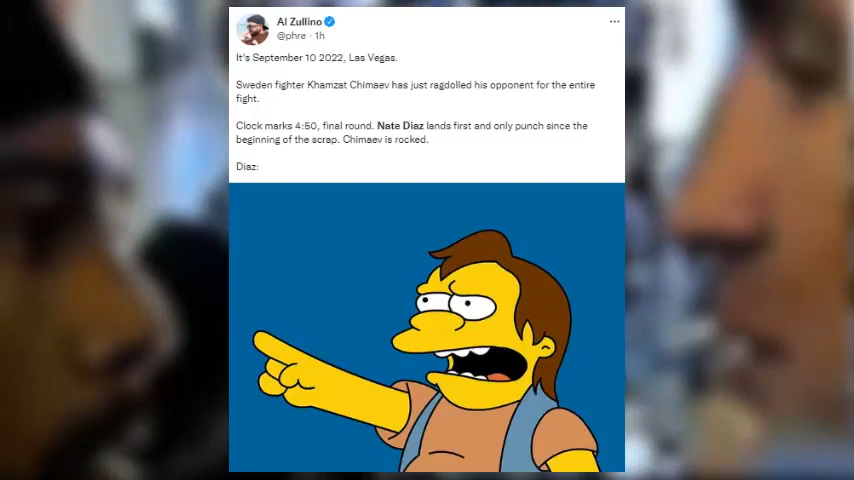 Al Zullino
@phre · 1h
It's September 10 2022, Las Vegas.
Sweden fighter Khamzat Chimaev has just ragdolled his opponent for the entire
fight.
Clock marks 4:50, final round. Nate Diaz lands first and only punch since the
beginning of the scrap. Chimaev is rocked.
Diaz: